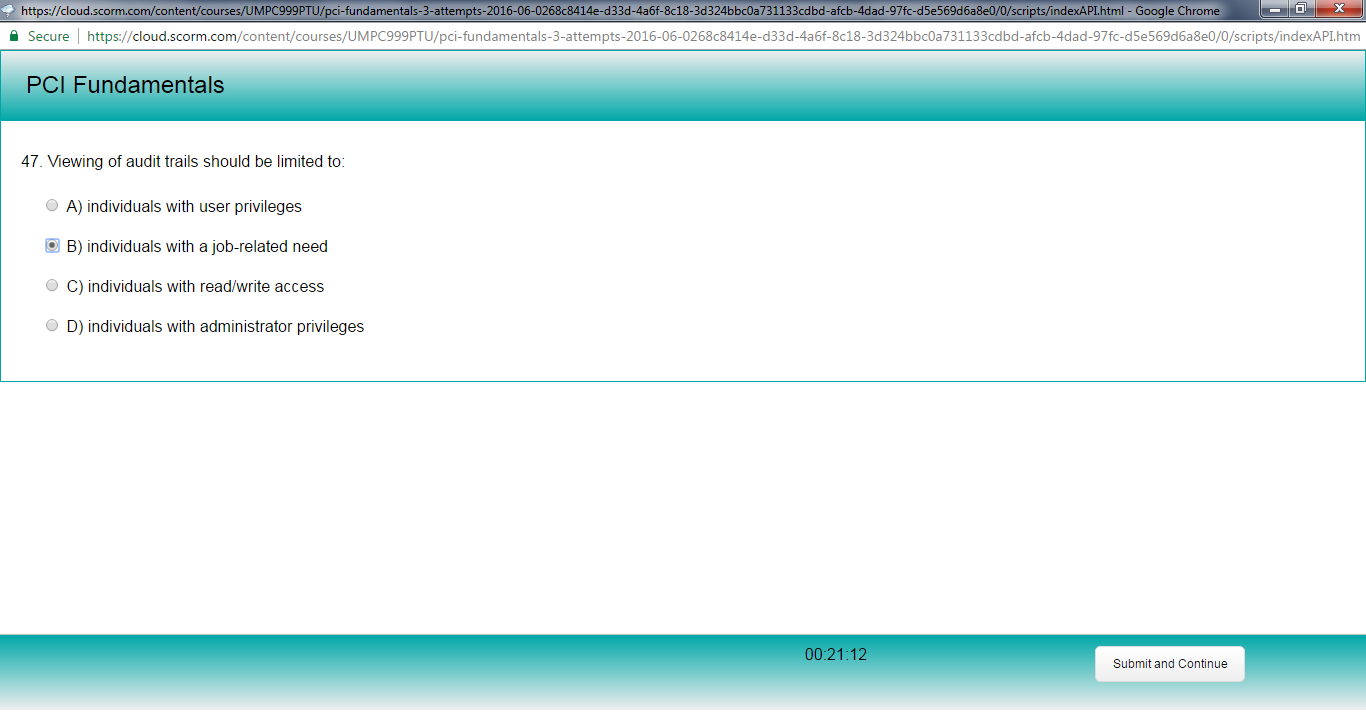 https://cloud.scorm.com/content/courses/UMPC999PTU/pci-fundamentals-3-attempts-2016-06-0268c8414e-d33d-4a6f-8c18-3d324bbc0a731133cdbd-afcb-4dad-97fc-d5e569d6a8e0/0/scripts/indexAPI.html - Google Chrome
Secure | https://cloud.scorm.com/content/courses/UMPC999PTU/pci-fundamentals-3-attempts-2016-06-0268c8414e-d33d-4a6f-8c18-3d324bbc0a731133cdbd-afcb-4dad-97fc-d5e569d6a8e0/0/scripts/indexAPI.htm
PCI Fundamentals
47. Viewing of audit trails should be limited to:
A) individuals with user privileges
B) individuals with a job-related need
C) individuals with read/write access
D) individuals with administrator privileges
00:21:12
Submit and Continue